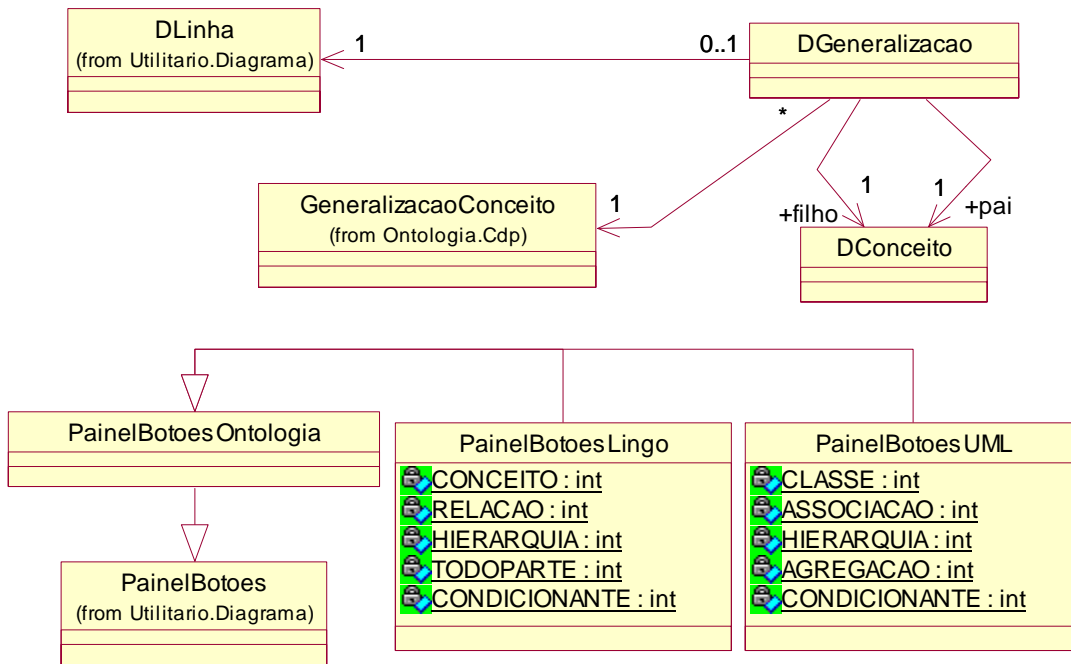 DLinha
(from Utilitario.Diagrama)
1
0..1
DGeneralizacao
*
GeneralizacaoConceito
(from Ontologia.Cdp)
1
1
1
+filho
+pai
DConceito
PainelBotoesOntologia
PainelBotoes
(from Utilitario.Diagrama)
PainelBotoesLingo
CONCEITO : int
RELACAO : int
HIERARQUIA : int
TODOPARTE : int
CONDICIONANTE : int
PainelBotoesUML
CLASSE : int
ASSOCIACAO : int
HIERARQUIA : int
AGREGACAO : int
CONDICIONANTE : int